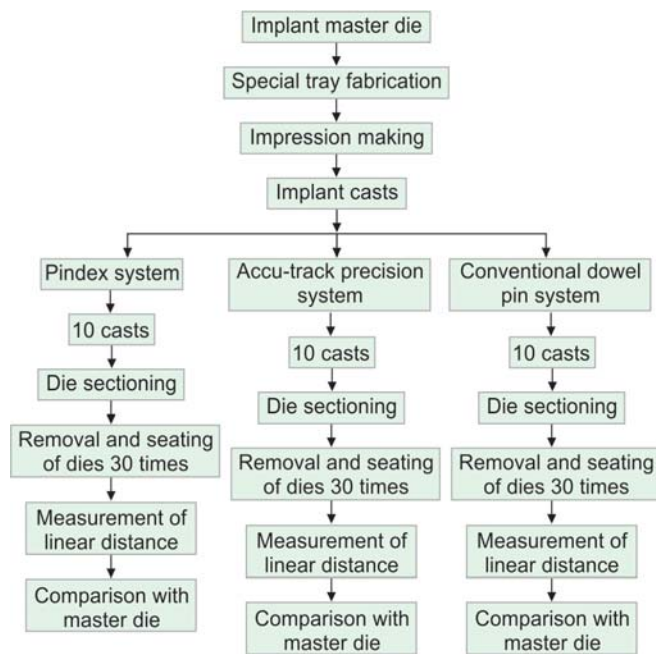 Implant master die
Special tray fabrication
Impression making
Implant casts
Pindex system
10 casts
Die sectioning
Removal and seating
of dies 30 times
Measurement of
linear distance
Comparison with
master die
Accu-track precision
system
10 casts
Die sectioning
Removal and seating
of dies 30 times
Measurement of
linear distance
Comparison with
master die
Conventional dowel
pin system
10 casts
Die sectioning
Removal and seating
of dies 30 times
Measurement of
linear distance
Comparison with
master die